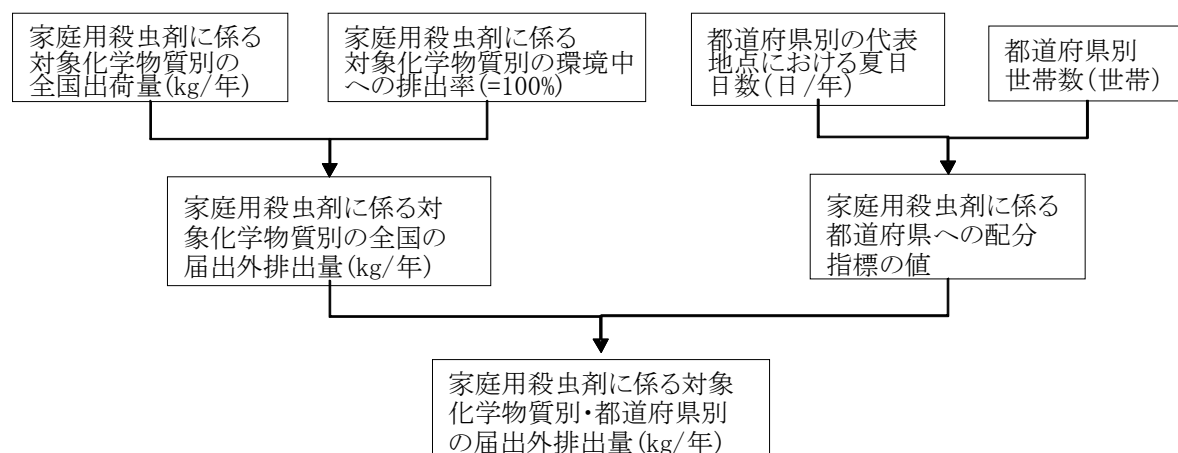 家庭用殺虫剤に係る
対象化学物質別の
全国出荷量(kg/年)
家庭用殺虫剤に係る
対象化学物質別の環境中
への排出率(=100%)
都道府県別の代表
地点における夏日
日数(日/年)
都道府県別
世帯数(世帯)
家庭用殺虫剤に係る対
象化学物質別の全国の
届出外排出量(kg/年)
家庭用殺虫剤に係る
都道府県への配分
指標の値
家庭用殺虫剤に係る対象
化学物質別・都道府県別
の届出外排出量(kg/年)